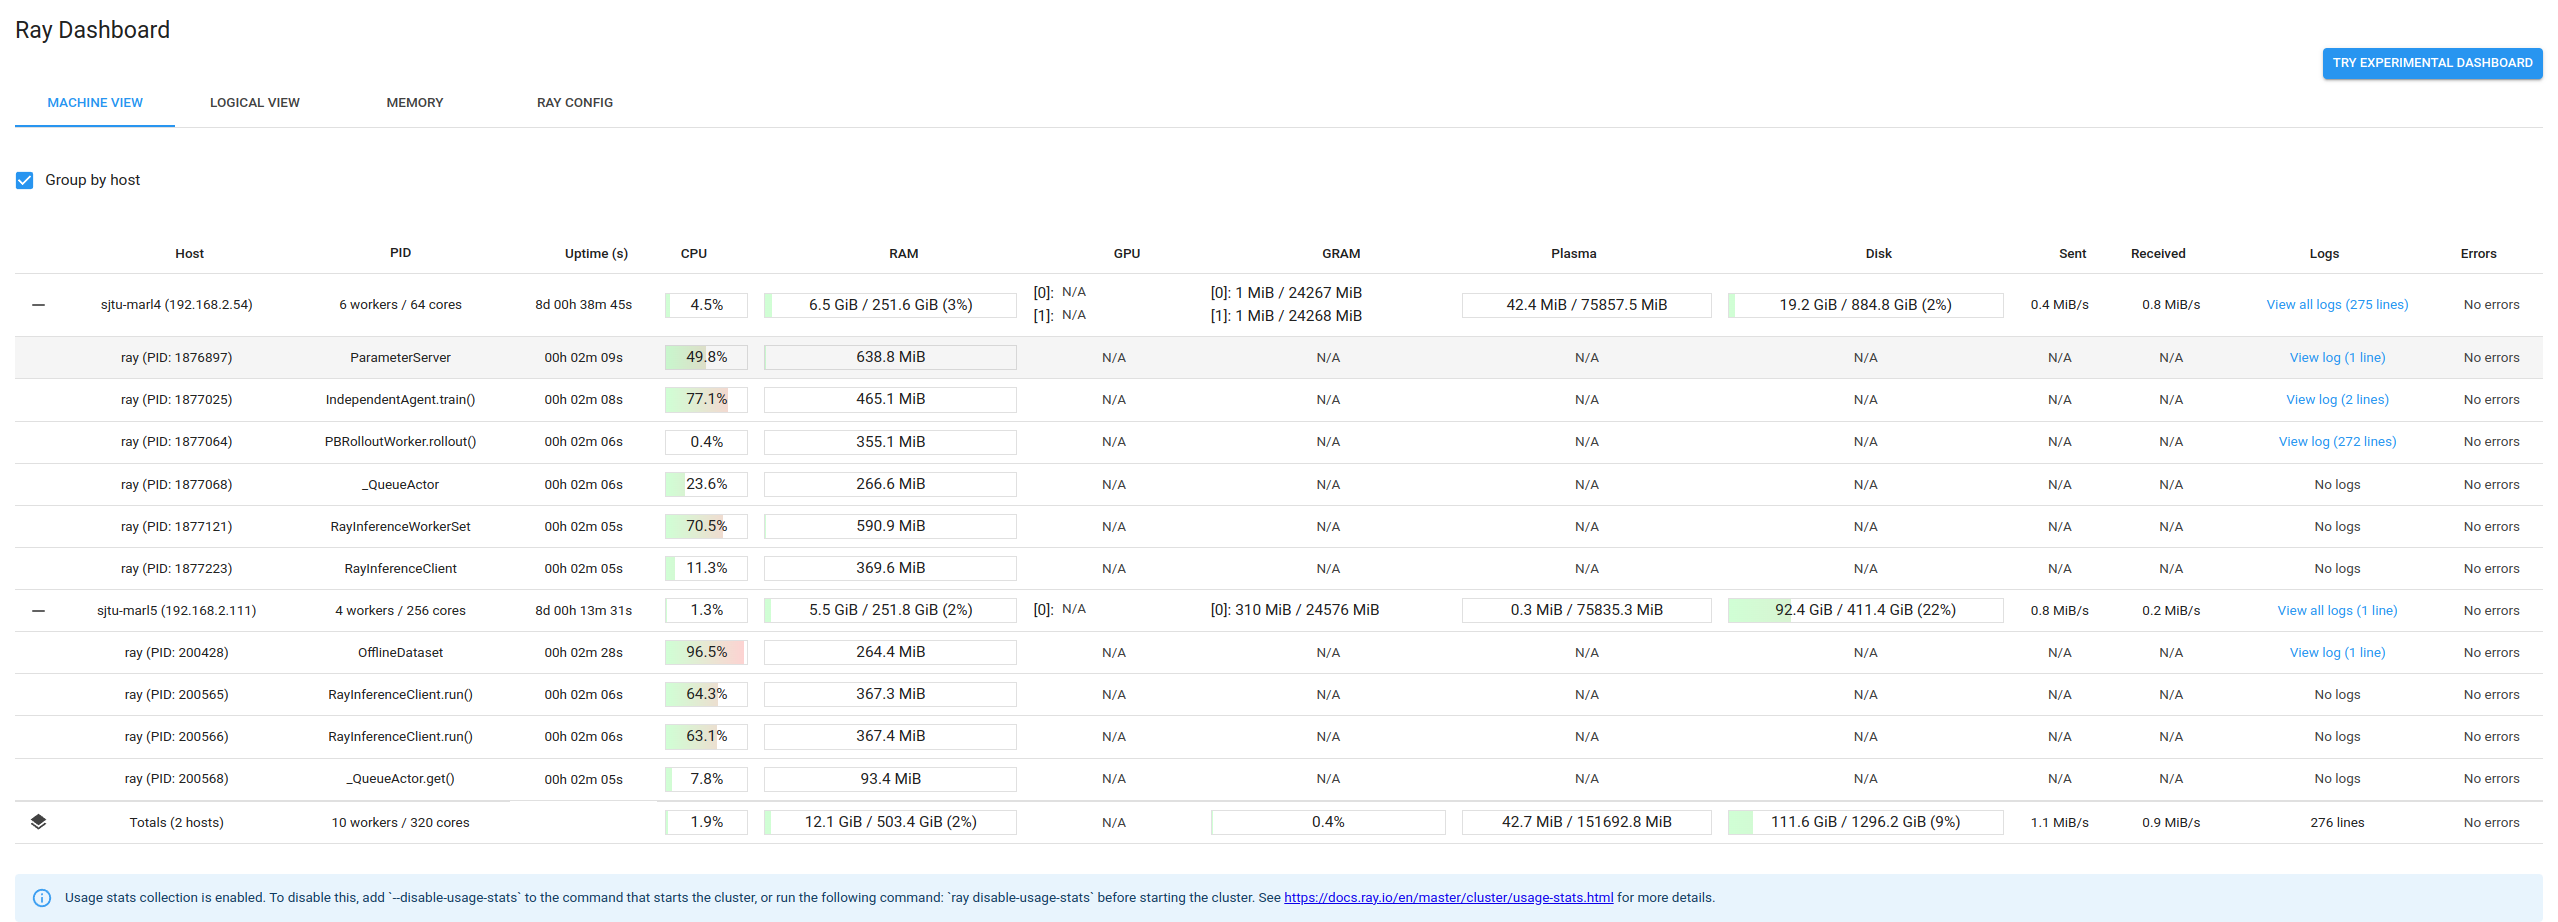 Ray Dashboard
TRY EXPERIMENTAL DASHBOARD
MACHINE VIEW LOGICAL VIEW MEMORY RAY CONFIG
Group by host
Host PID Uptime (s) CPU RAM GPU GRAM Plasma Disk Sent Received Logs Errors
sjtu-marl4 (192.168.2.54) 6 workers / 64 cores 8d 00h 38m 45s 4.5% 6.5 GiB / 251.6 GiB (3%) [0]: N/A [0]: 1 MiB / 24267 MiB 42.4 MiB / 75857.5 MiB 19.2 GiB / 884.8 GiB (2%) 0.4 MiB/s 0.8 MiB/s View all logs (275 lines) No errors
[1]: N/A [1]: 1 MiB / 24268 MiB
ray (PID: 1876897) ParameterServer 00h 02m 09s 49.8% 638.8 MiB N/A N/A N/A N/A N/A N/A View log (1 line) No errors
ray (PID: 1877025) IndependentAgent.train() 00h 02m 08s 77.1% 465.1 MiB N/A N/A N/A N/A N/A N/A View log (2 lines) No errors
ray (PID: 1877064) PBRolloutWorker.rollout() 00h 02m 06s 0.4% 355.1 MiB N/A N/A N/A N/A N/A N/A View log (272 lines) No errors
ray (PID: 1877068) _QueueActor 00h 02m 06s 23.6% 266.6 MiB N/A N/A N/A N/A N/A N/A No logs No errors
ray (PID: 1877121) RayInferenceWorkerSet 00h 02m 05s 70.5% 590.9 MiB N/A N/A N/A N/A N/A N/A No logs No errors
ray (PID: 1877223) RayInferenceClient 00h 02m 05s 11.3% 369.6 MiB N/A N/A N/A N/A N/A N/A No logs No errors
sjtu-marl5 (192.168.2.111) 4 workers / 256 cores 8d 00h 13m 31s 1.3% 5.5 GiB / 251.8 GiB (2%) [0]: N/A [0]: 310 MiB / 24576 MiB 0.3 MiB / 75835.3 MiB 92.4 GiB / 411.4 GiB (22%) 0.8 MiB/s 0.2 MiB/s View all logs (1 line) No errors
ray (PID: 200428) OfflineDataset 00h 02m 28s 96.5% 264.4 MiB N/A N/A N/A N/A N/A N/A View log (1 line) No errors
ray (PID: 200565) RayInferenceClient.run() 00h 02m 06s 64.3% 367.3 MiB N/A N/A N/A N/A N/A N/A No logs No errors
ray (PID: 200566) RayInferenceClient.run() 00h 02m 06s 63.1% 367.4 MiB N/A N/A N/A N/A N/A N/A No logs No errors
ray (PID: 200568) _QueueActor.get() 00h 02m 05s 7.8% 93.4 MiB N/A N/A N/A N/A N/A N/A No logs No errors
Totals (2 hosts) 10 workers / 320 cores 1.9% 12.1 GiB / 503.4 GiB (2%) N/A 0.4% 42.7 MiB / 151692.8 MiB 111.6 GiB / 1296.2 GiB (9%) 1.1 MiB/s 0.9 MiB/s 276 lines No errors
Usage stats collection is enabled. To disable this, add `--disable-usage-stats` to the command that starts the cluster, or run the following command: `ray disable-usage-stats` before starting the cluster. See https://docs.ray.io/en/master/cluster/usage-stats.html for more details.